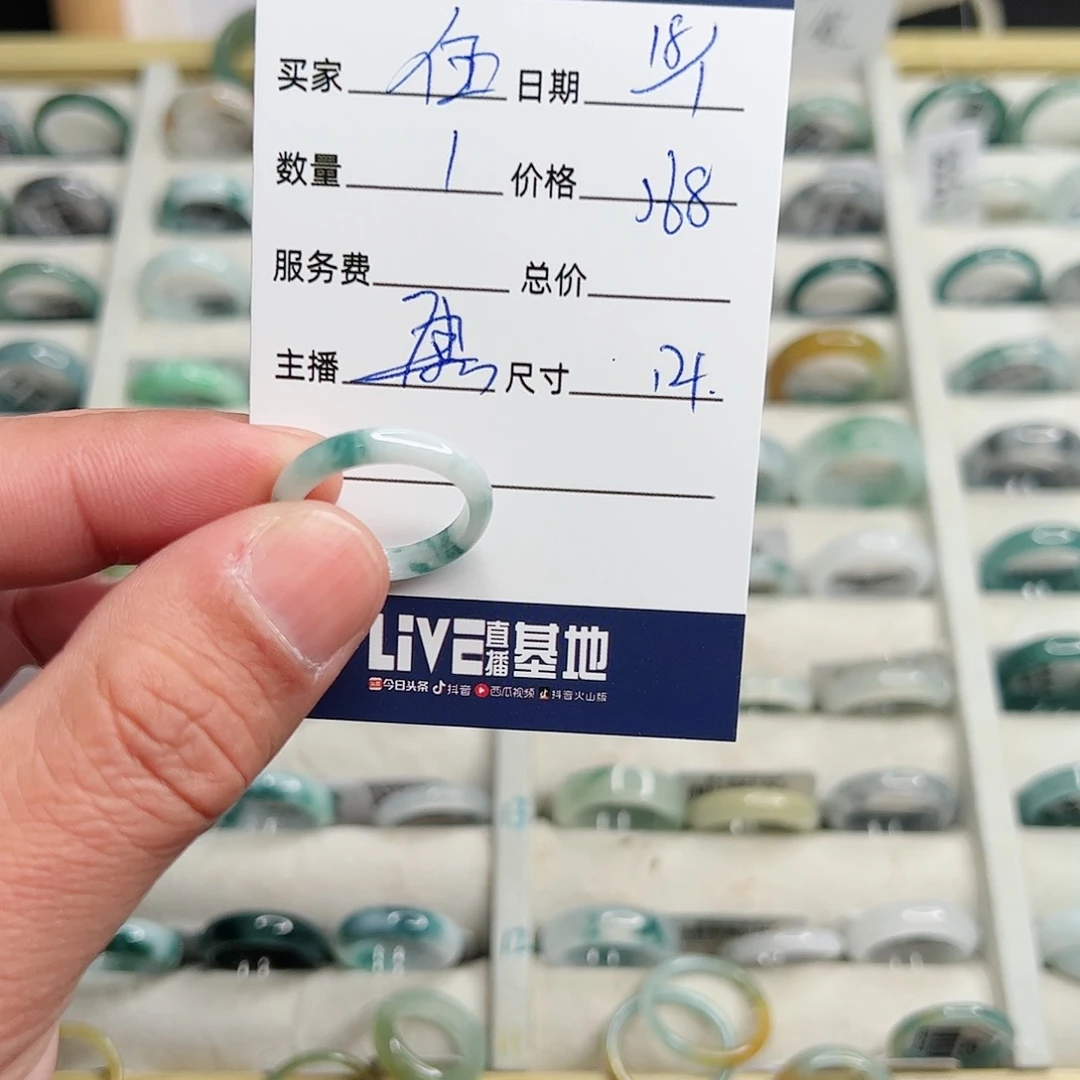 买家 伍 日期 18/1
数量 1 价格 168
服务费 总价
主播 尺寸 124.
LiVE直播基地
今日头条 抖音 西瓜视频 抖音火山版